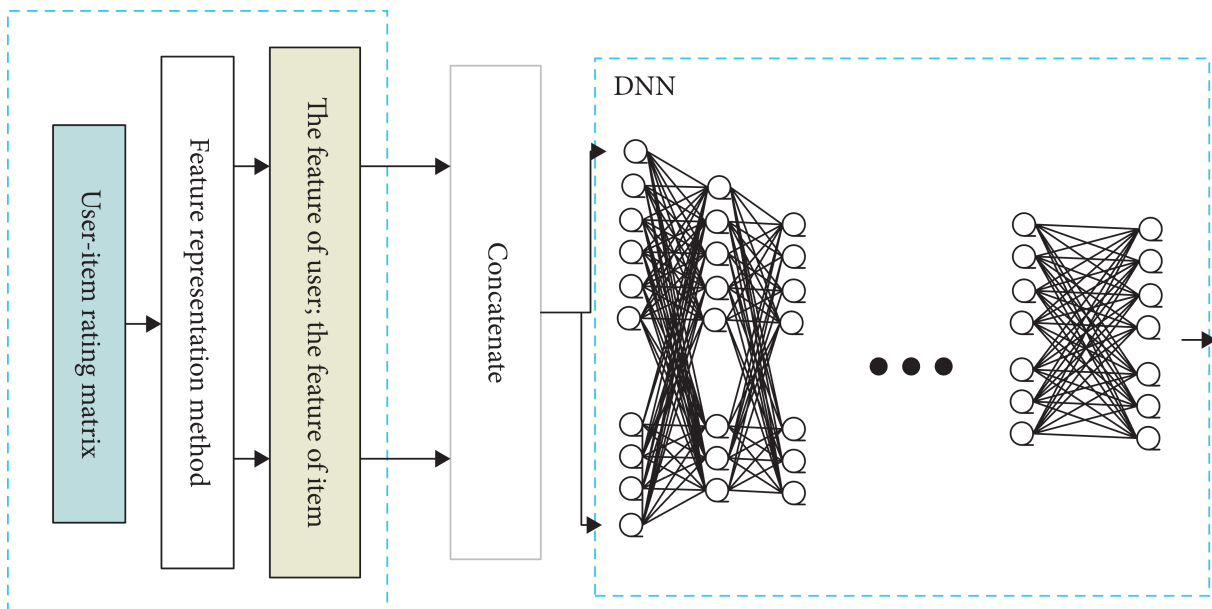 User-item rating matrix
Feature representation method
The feature of user; the feature of item
Concatenate
DNN